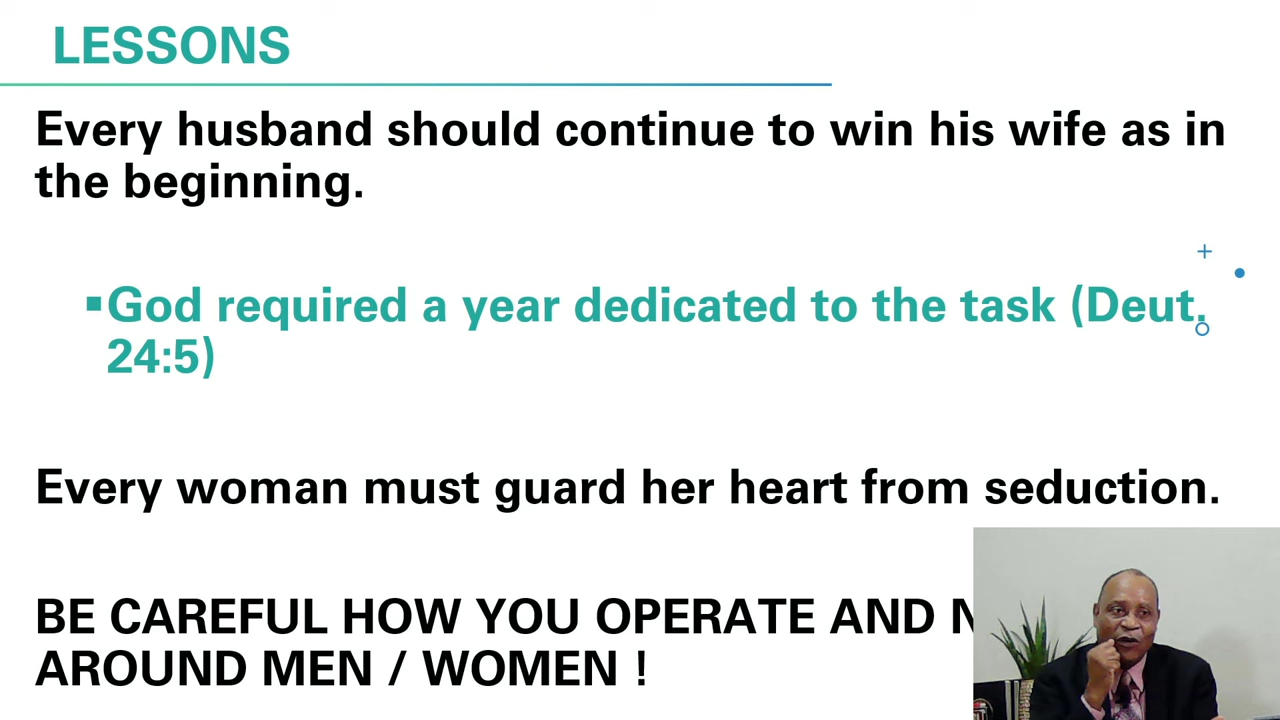 LESSONS
Every husband should continue to win his wife as in
the beginning.
▪God required a year dedicated to the task (Deut.
24:5)
Every woman must guard her heart from seduction.
BE CAREFUL HOW YOU OPERATE AND
AROUND MEN / WOMEN !